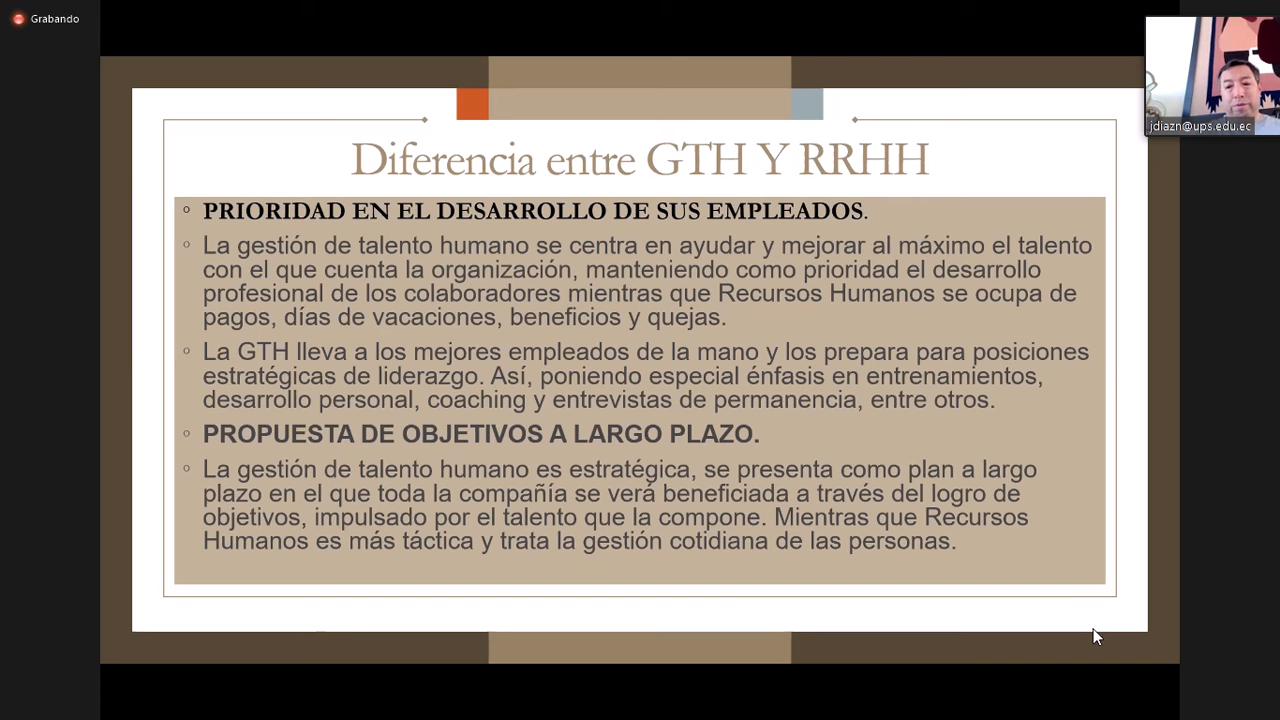 Grabando
jdiazn@ups.edu.ec
Diferencia entre GTH Y RRHH
◦ PRIORIDAD EN EL DESARROLLO DE SUS EMPLEADOS.
◦ La gestión de talento humano se centra en ayudar y mejorar al máximo el talento
con el que cuenta la organización, manteniendo como prioridad el desarrollo
profesional de los colaboradores mientras que Recursos Humanos se ocupa de
pagos, días de vacaciones, beneficios y quejas.
◦ La GTH lleva a los mejores empleados de la mano y los prepara para posiciones
estratégicas de liderazgo. Así, poniendo especial énfasis en entrenamientos,
desarrollo personal, coaching y entrevistas de permanencia, entre otros.
◦ PROPUESTA DE OBJETIVOS A LARGO PLAZO.
◦ La gestión de talento humano es estratégica, se presenta como plan a largo
plazo en el que toda la compañía se verá beneficiada a través del logro de
objetivos, impulsado por el talento que la compone. Mientras que Recursos
Humanos es más táctica y trata la gestión cotidiana de las personas.